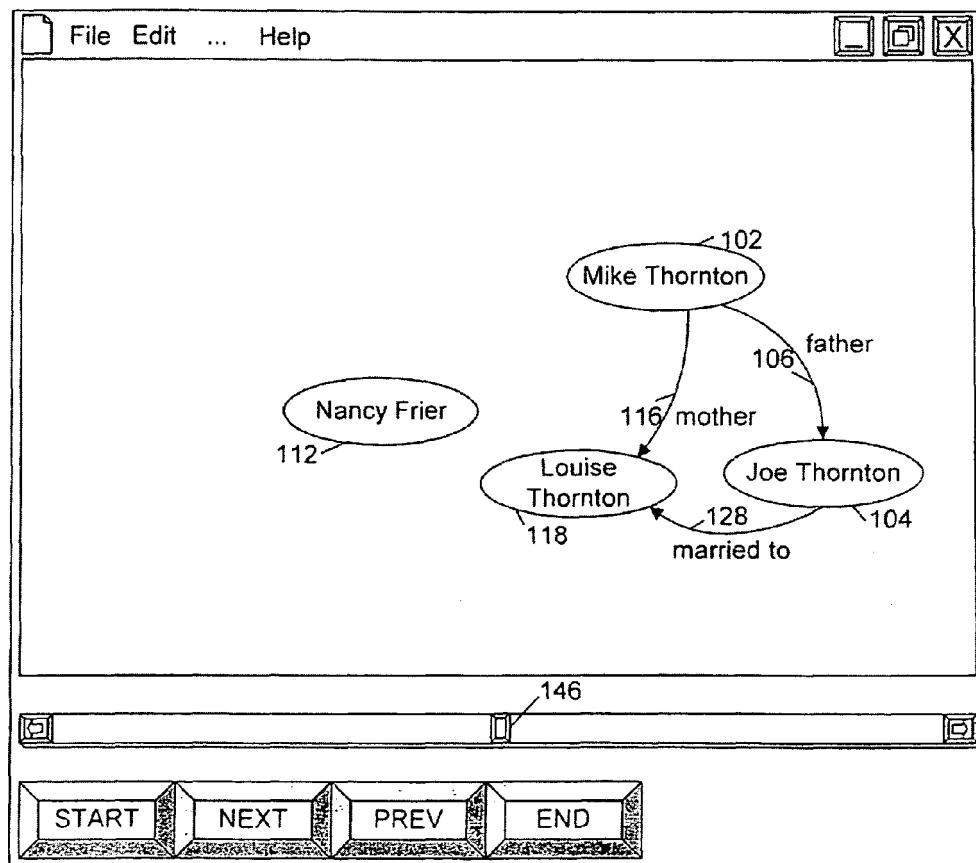 File Edit ... Help
X
102
Mike Thornton
father
106
Nancy Frier
116 mother
112
Louise
Thornton
Joe Thornton
128
104
118
married to
146
START NEXT PREV END